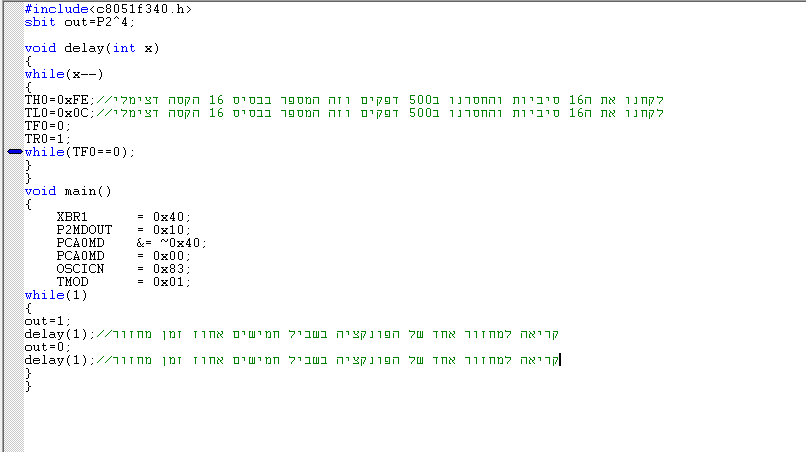 #include<c8051f340.h>
sbit out=P2^4;
void delay(int x)
{
while(x--)
{
TH0=0xFE;//לקחנו את ה16 סיביות והחסרנו ב500 דפקים וזה המספר בבסיס 16 הקסה דצימלי
TL0=0x0C;//לקחנו את ה16 סיביות והחסרנו ב500 דפקים וזה המספר בבסיס 16 הקסה דצימלי
TF0=0;
TR0=1;
while(TF0==0);
}
}
void main()
{
XBR1 = 0x40;
P2MDOUT = 0x10;
PCA0MD &= ~0x40;
PCA0MD = 0x00;
OSCICN = 0x83;
TMOD = 0x01;
while(1)
{
out=1;
delay(1);//קריאה למחזור אחד של הפונקציה בשביל חמישים אחוז זמן מחזור
out=0;
delay(1);//קריאה למחזור אחד של הפונקציה בשביל חמישים אחוז זמן מחזור
}
}